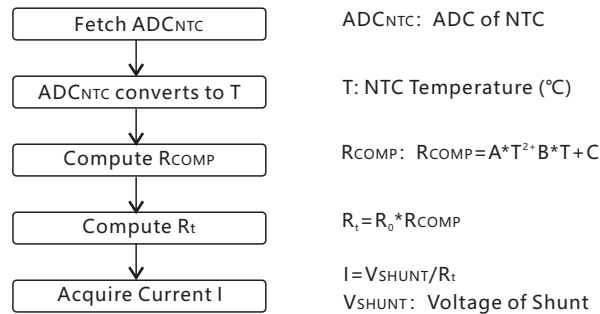 Fetch ADCNTC
ADCNTC: ADC of NTC
ADCNTC converts to T
T: NTC Temperature (℃)
Compute RCOMP
RCOMP: RCOMP=A*T²⁺B*T+C
Compute Rt
Rt=R₀*RCOMP
Acquire Current I
I=VSHUNT/Rt
VSHUNT: Voltage of Shunt